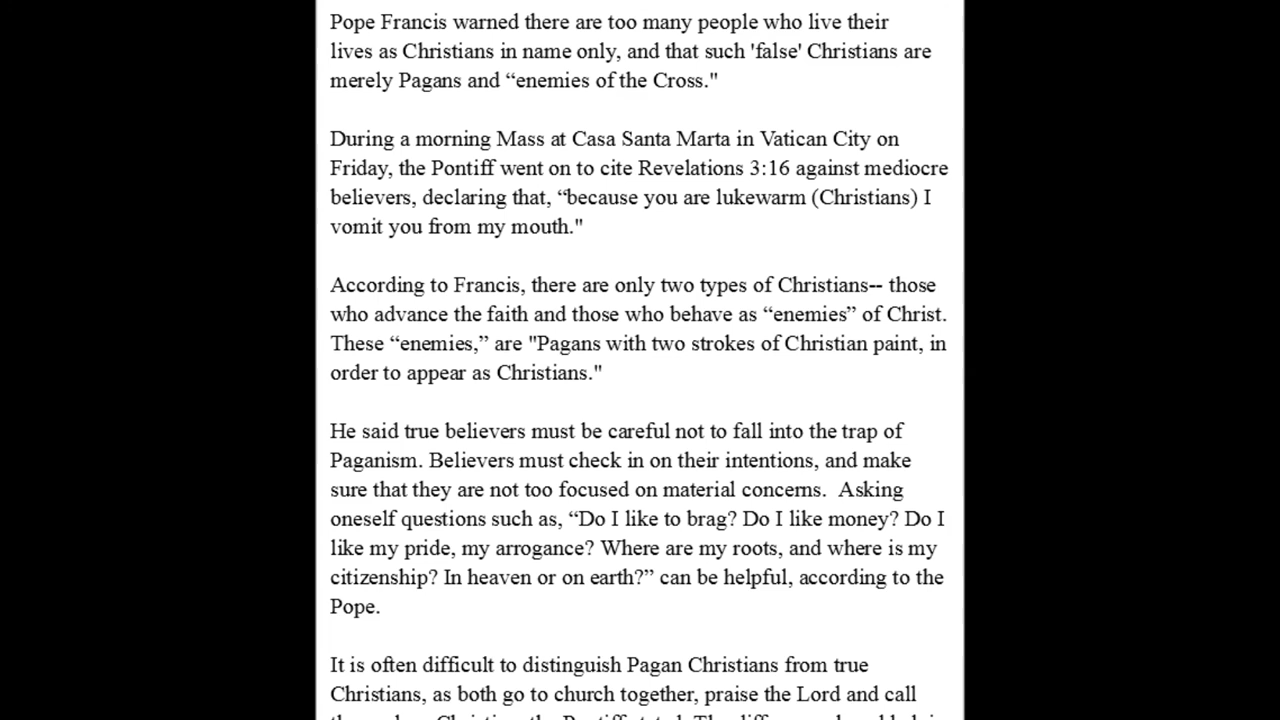 Pope Francis warned there are too many people who live their
lives as Christians in name only, and that such 'false' Christians are
merely Pagans and “enemies of the Cross."
During a morning Mass at Casa Santa Marta in Vatican City on
Friday, the Pontiff went on to cite Revelations 3:16 against mediocre
believers, declaring that, “because you are lukewarm (Christians) I
vomit you from my mouth."
According to Francis, there are only two types of Christians-- those
who advance the faith and those who behave as “enemies” of Christ.
These “enemies,” are "Pagans with two strokes of Christian paint, in
order to appear as Christians."
He said true believers must be careful not to fall into the trap of
Paganism. Believers must check in on their intentions, and make
sure that they are not too focused on material concerns.  Asking
oneself questions such as, “Do I like to brag? Do I like money? Do I
like my pride, my arrogance? Where are my roots, and where is my
citizenship? In heaven or on earth?” can be helpful, according to the
Pope.
It is often difficult to distinguish Pagan Christians from true
Christians, as both go to church together, praise the Lord and call